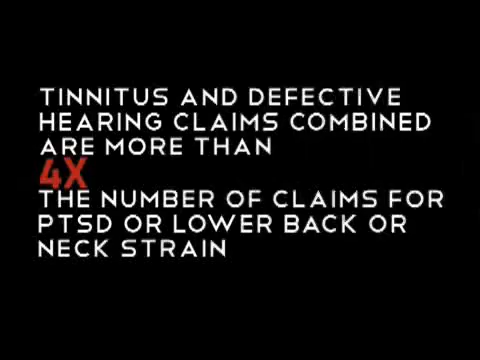 TINNITUS AND DEFECTIVE
HEARING CLAIMS COMBINED
ARE MORE THAN
4X
THE NUMBER OF CLAIMS FOR
PTSD OR LOWER BACK OR
NECK STRAIN